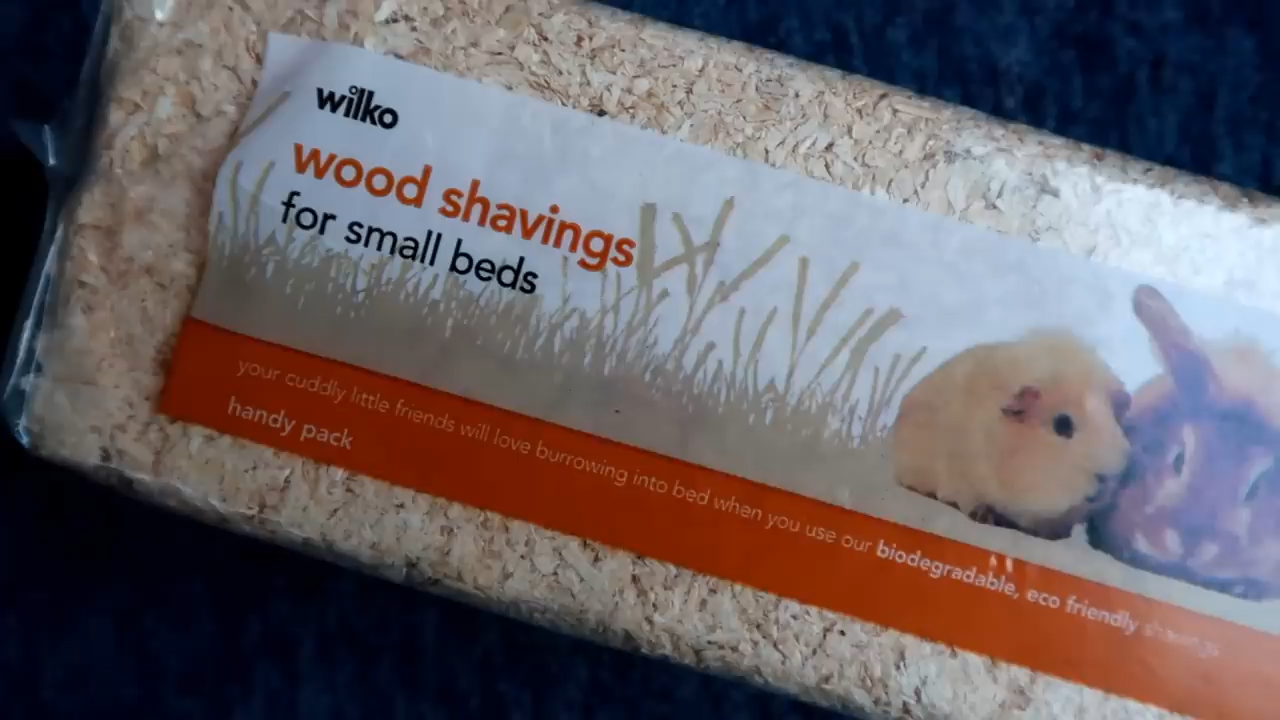 wilko
wood shavings
for small beds
your cuddly little friends will love burrowing into bed when you use our biodegradable, eco friendly shavings
handy pack